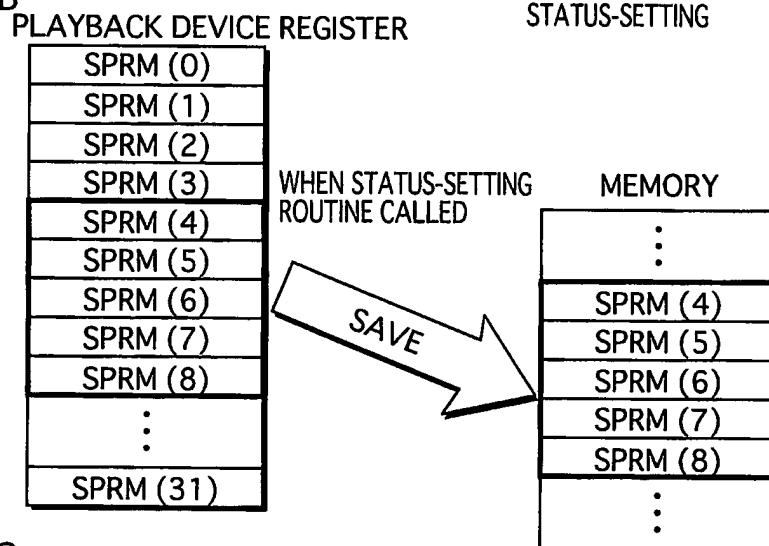 B
STATUS-SETTING
PLAYBACK DEVICE REGISTER
SPRM (0)
SPRM (1)
SPRM (2)
SPRM (3)
SPRM (4)
SPRM (5)
SPRM (6)
SPRM (7)
SPRM (8)
SPRM (31)
WHEN STATUS-SETTING
ROUTINE CALLED
SAVE
MEMORY
SPRM (4)
SPRM (5)
SPRM (6)
SPRM (7)
SPRM (8)